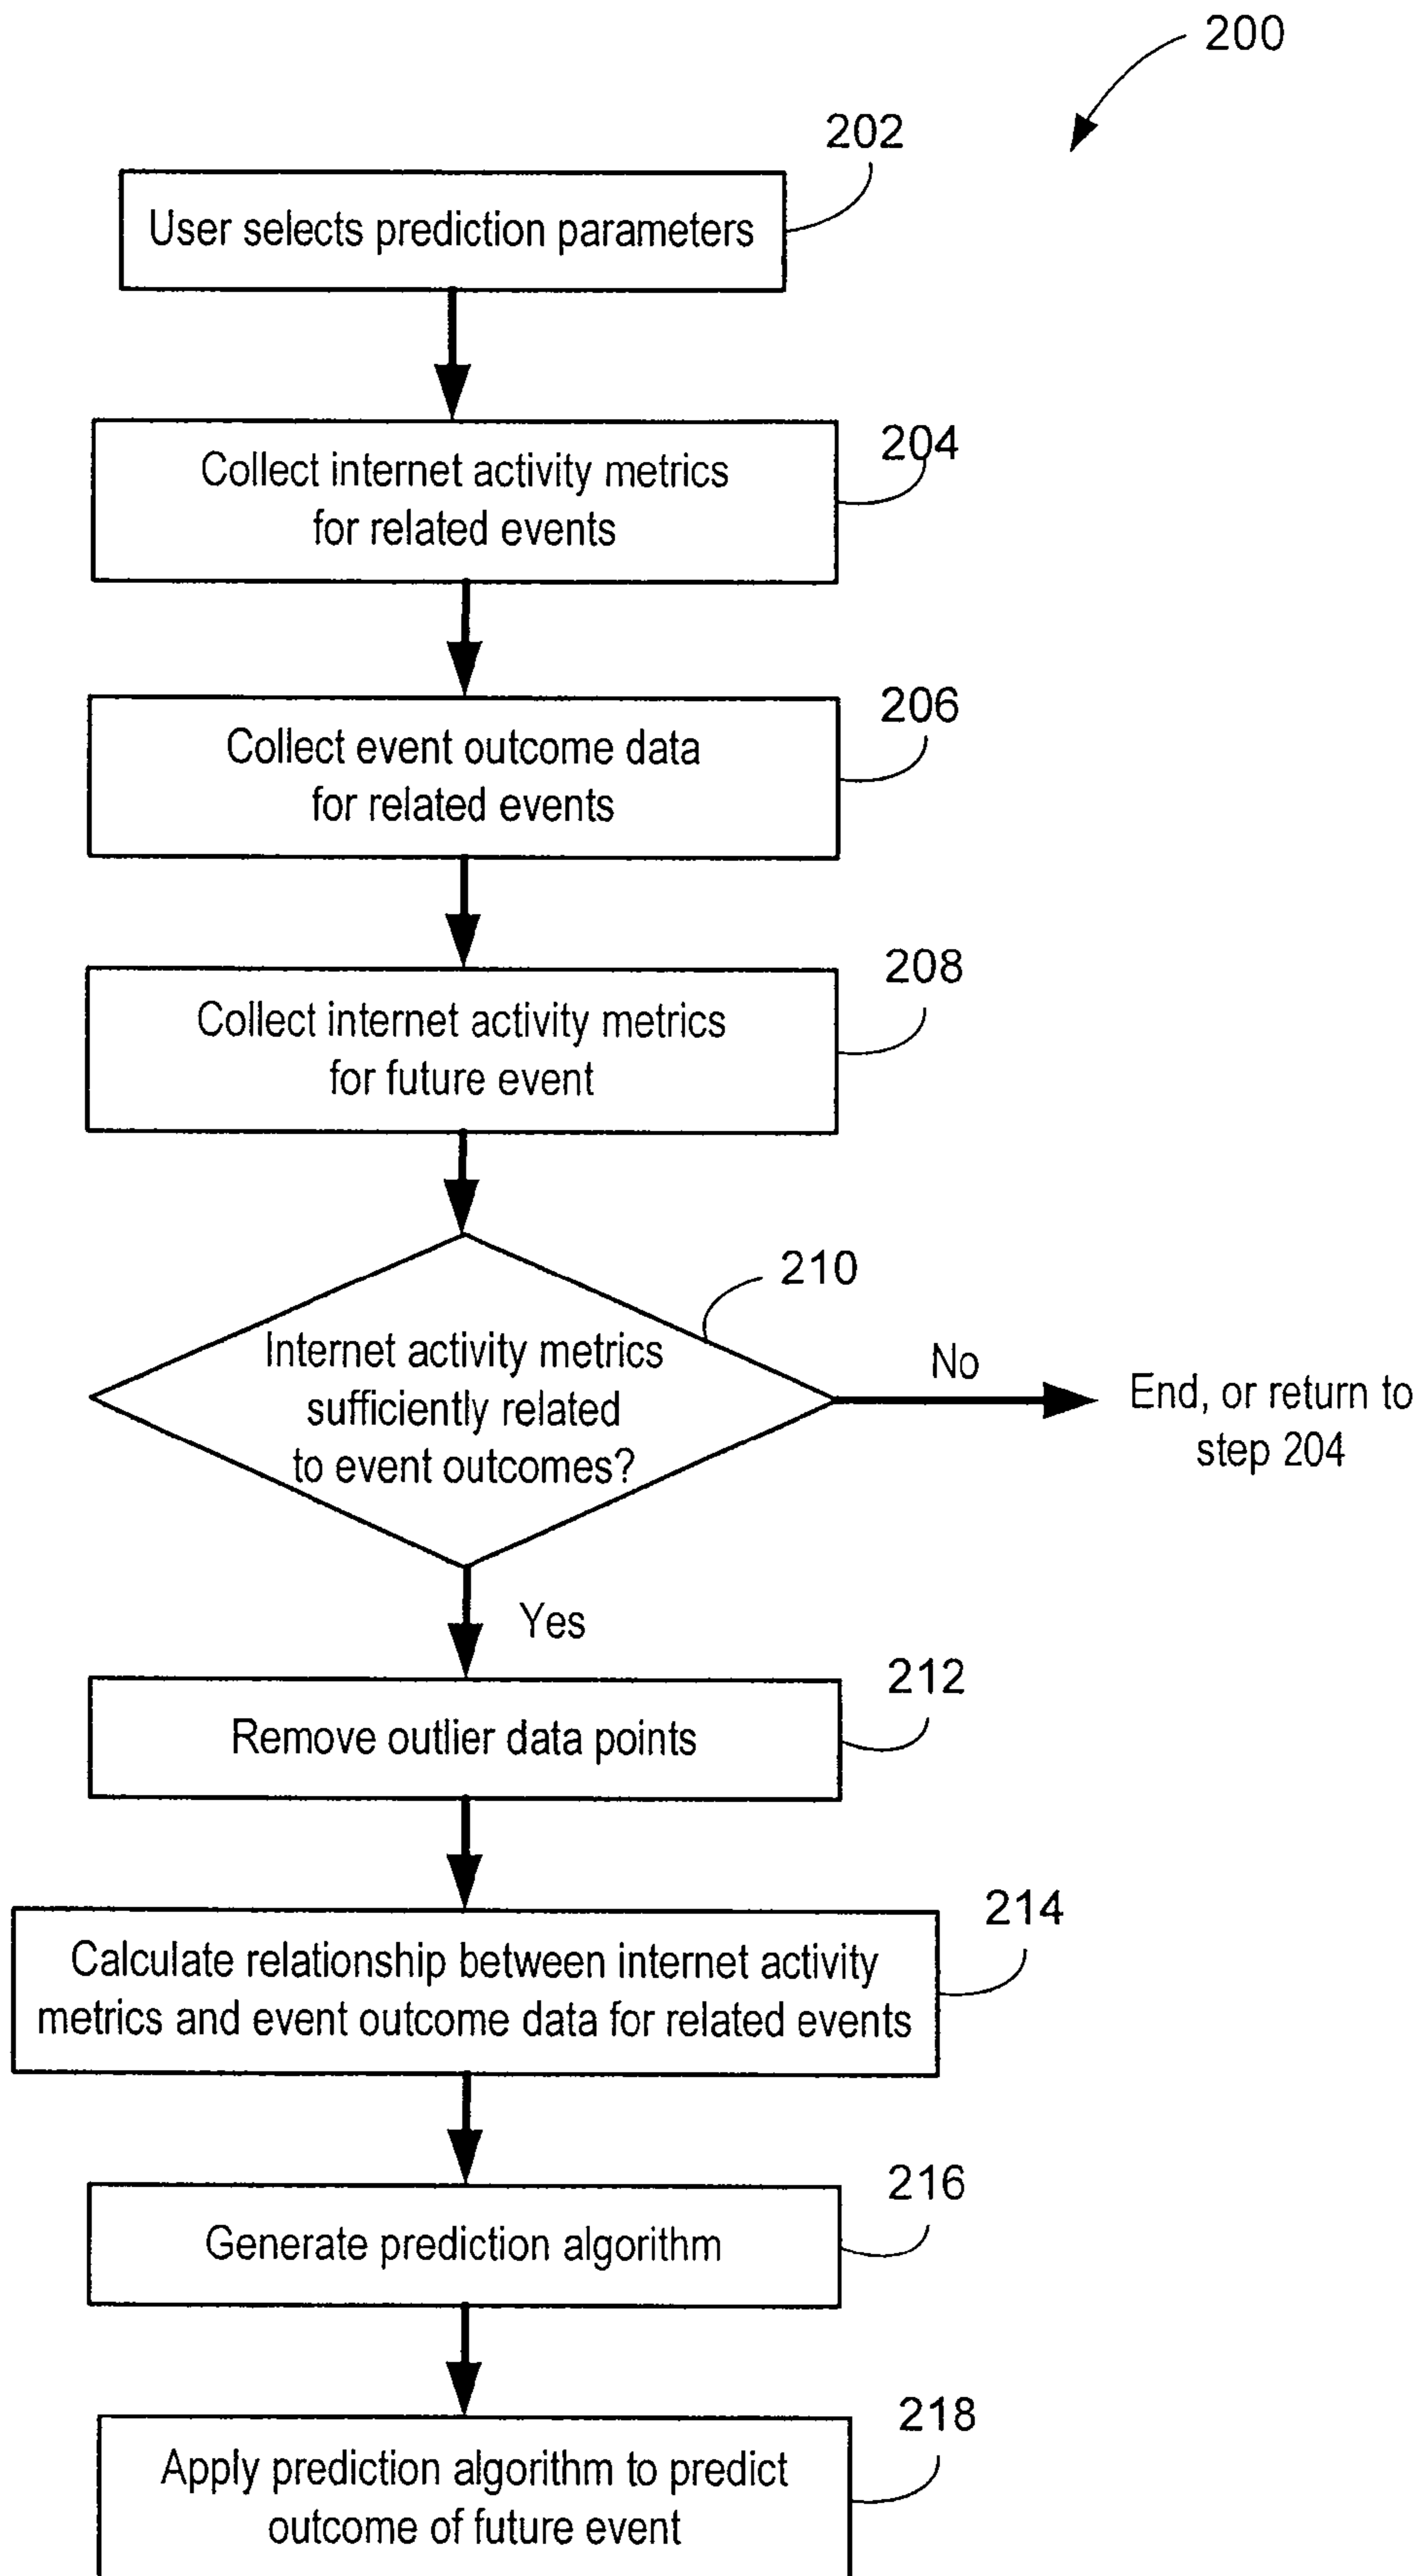 200
202
User selects prediction parameters
204
Collect internet activity metrics
for related events
206
Collect event outcome data
for related events
208
Collect internet activity metrics
for future event
210
Internet activity metrics
sufficiently related
to event outcomes?
No
End, or return to
step 204
Yes
212
Remove outlier data points
214
Calculate relationship between internet activity
metrics and event outcome data for related events
216
Generate prediction algorithm
218
Apply prediction algorithm to predict
outcome of future event